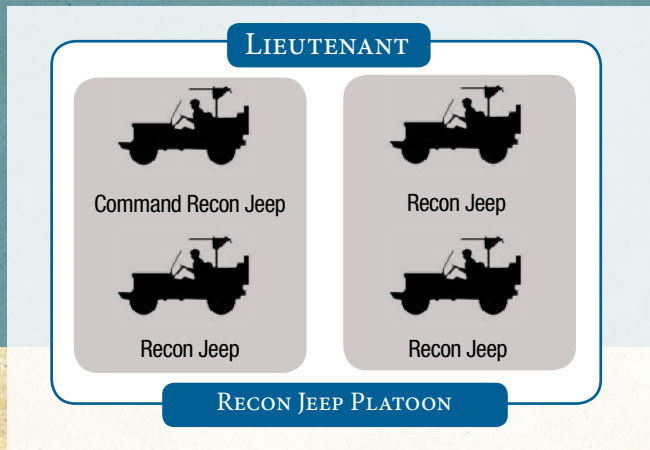 Lieutenant
Command Recon Jeep
Recon Jeep
Recon Jeep
Recon Jeep
Recon Jeep Platoon